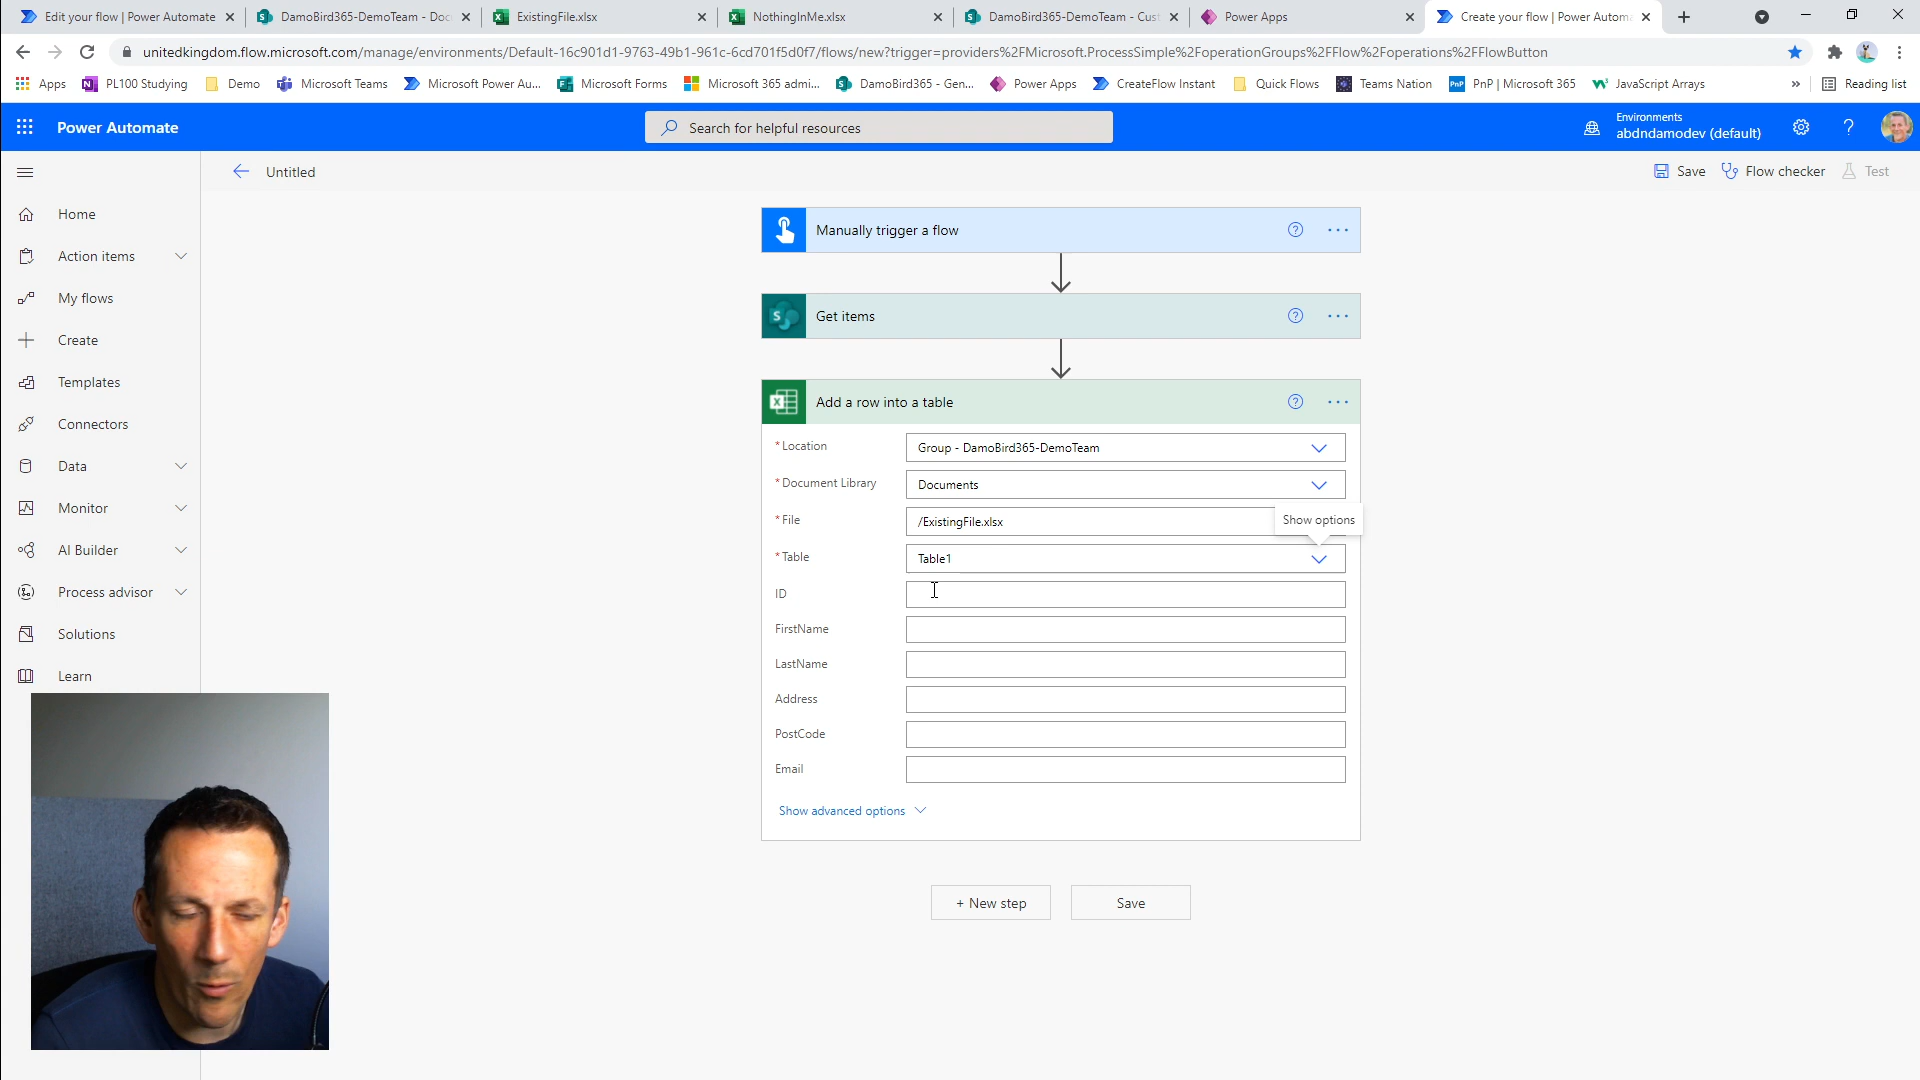 Edit your flow | Power Automate
DamoBird365-DemoTeam - Doc
ExistingFile.xlsx
NothingInMe.xlsx
DamoBird365-DemoTeam - Cust
Power Apps
Create your flow | Power Automa
unitedkingdom.flow.microsoft.com/manage/environments/Default-16c901d1-9763-49b1-961c-6cd701f5d0f7/flows/new?trigger=providers%2FMicrosoft.ProcessSimple%2FoperationGroups%2FFlow%2Foperations%2FFlowButton
Apps
PL100 Studying
Demo
Microsoft Teams
Microsoft Power Au...
Microsoft Forms
Microsoft 365 admi...
DamoBird365 - Gen...
Power Apps
CreateFlow Instant
Quick Flows
Teams Nation
PnP | Microsoft 365
JavaScript Arrays
»
Reading list
Power Automate
Search for helpful resources
Environments
abdndamodev (default)
Untitled
Save
Flow checker
Test
Home
Action items
My flows
Create
Templates
Connectors
Data
Monitor
AI Builder
Process advisor
Solutions
Learn
Manually trigger a flow
Get items
Add a row into a table
* Location
Group - DamoBird365-DemoTeam
* Document Library
Documents
* File
/ExistingFile.xlsx
Show options
* Table
Table1
ID
FirstName
LastName
Address
PostCode
Email
Show advanced options
+ New step
Save